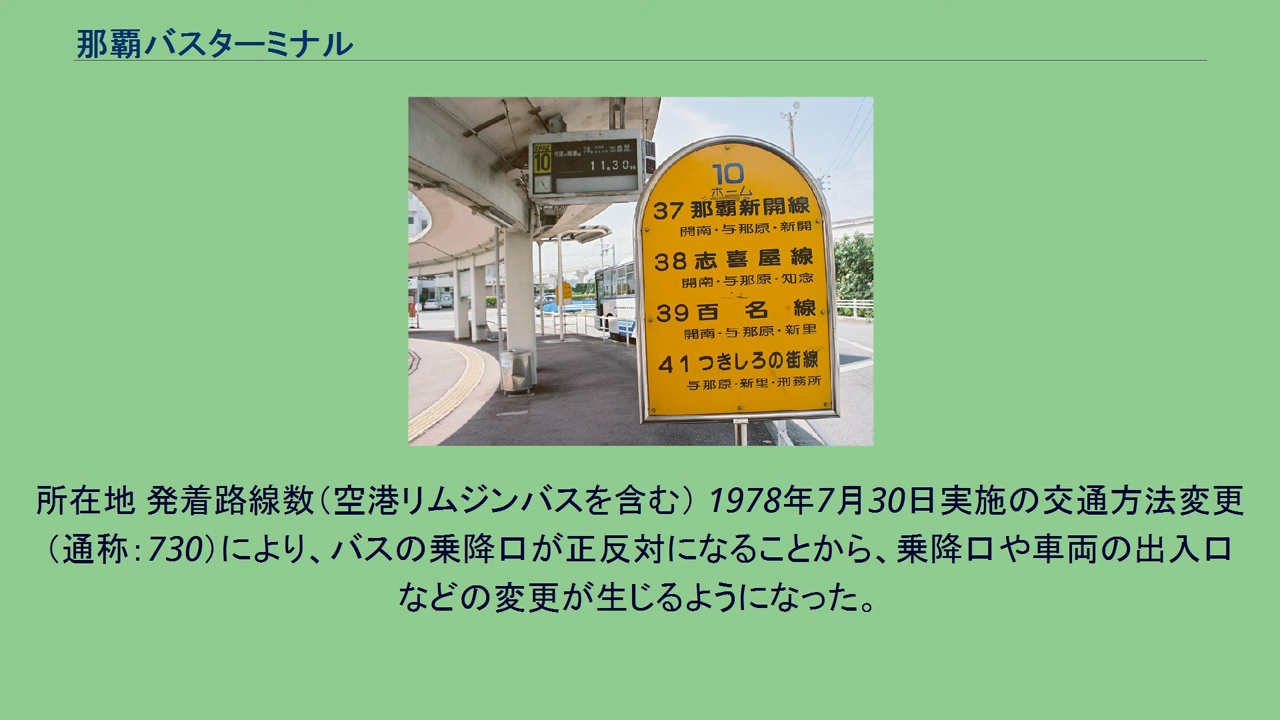 那覇バスターミナル
10
11 30
10
ホーム
37 那覇新開線
開南・与那原・新開
38 志喜屋線
開南・与那原・知念
39 百名線
開南・与那原・新里
41 つきしろの街線
与那原・新里・刑務所
所在地 発着路線数（空港リムジンバスを含む） 1978年7月30日実施の交通方法変更
（通称：730）により、バスの乗降口が正反対になることから、乗降口や車両の出入口
などの変更が生じるようになった。